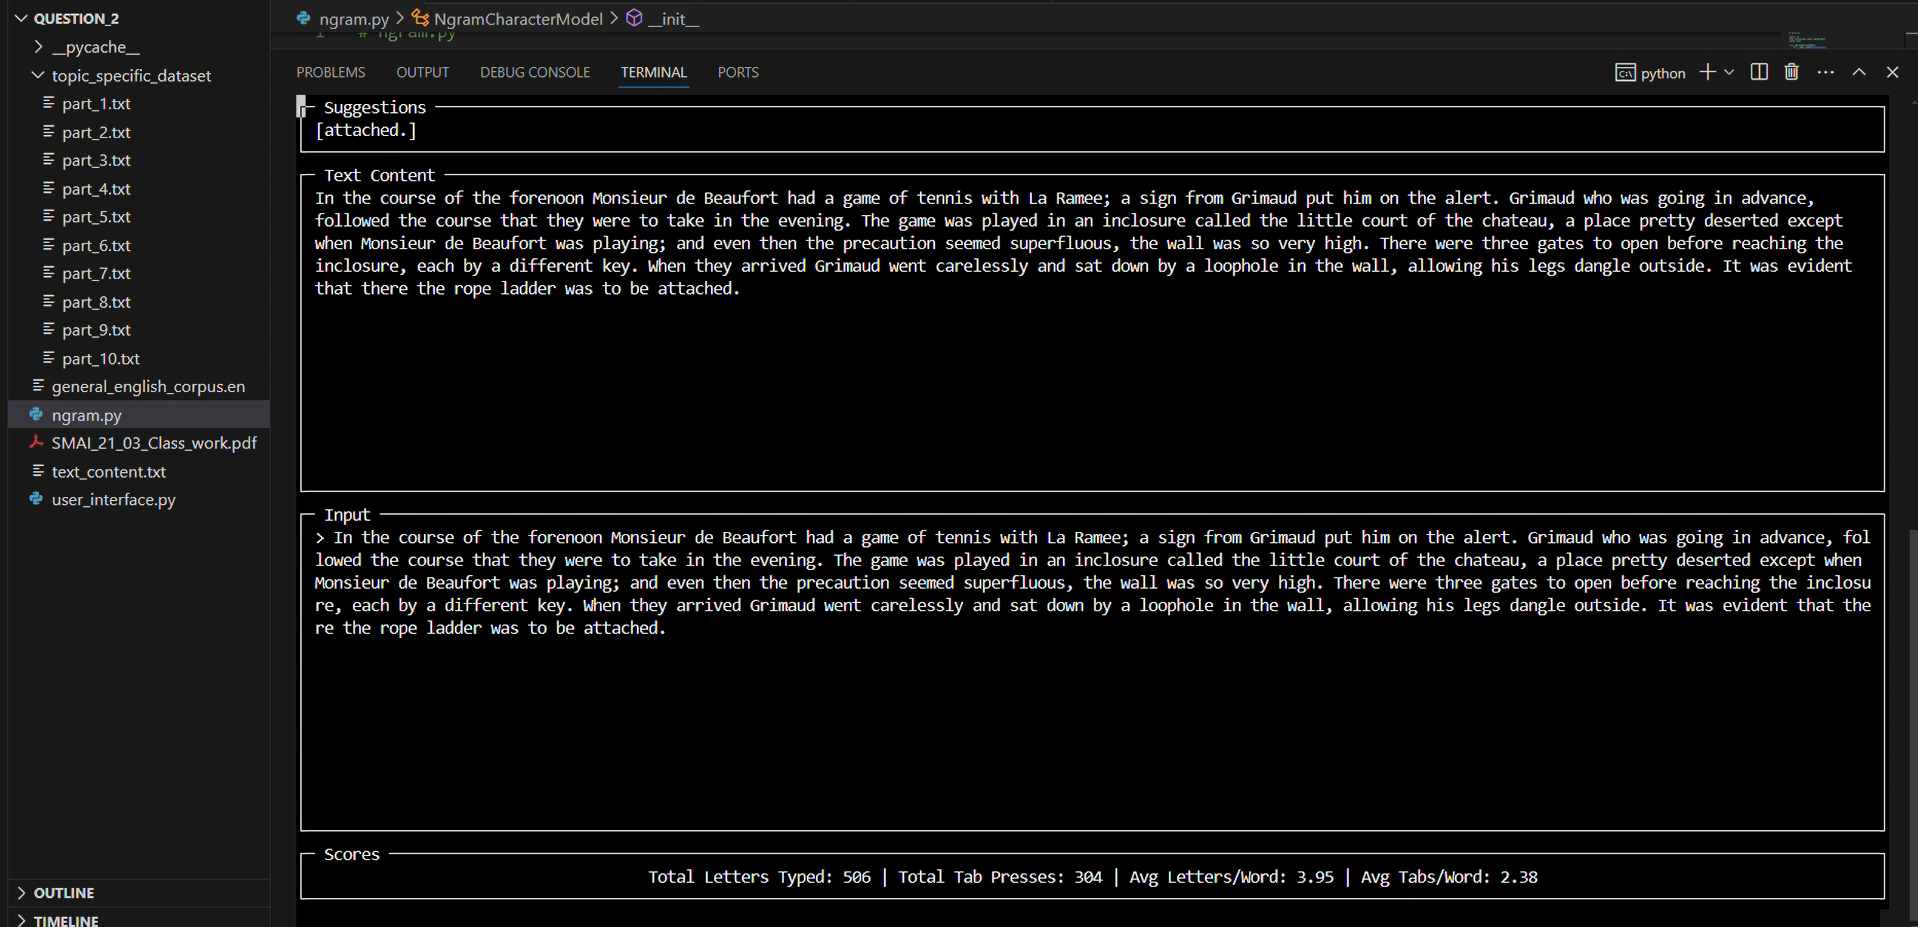 QUESTION_2
__pycache__
topic_specific_dataset
part_1.txt
part_2.txt
part_3.txt
part_4.txt
part_5.txt
part_6.txt
part_7.txt
part_8.txt
part_9.txt
part_10.txt
general_english_corpus.en
ngram.py
SMAI_21_03_Class_work.pdf
text_content.txt
user_interface.py
OUTLINE
TIMELINE
ngram.py > NgramCharacterModel > __init__
1 # ngram.py
PROBLEMS OUTPUT DEBUG CONSOLE TERMINAL PORTS python
Suggestions
[attached.]
Text Content
In the course of the forenoon Monsieur de Beaufort had a game of tennis with La Ramee; a sign from Grimaud put him on the alert. Grimaud who was going in advance,
followed the course that they were to take in the evening. The game was played in an inclosure called the little court of the chateau, a place pretty deserted except
when Monsieur de Beaufort was playing; and even then the precaution seemed superfluous, the wall was so very high. There were three gates to open before reaching the
inclosure, each by a different key. When they arrived Grimaud went carelessly and sat down by a loophole in the wall, allowing his legs dangle outside. It was evident
that there the rope ladder was to be attached.
Input
> In the course of the forenoon Monsieur de Beaufort had a game of tennis with La Ramee; a sign from Grimaud put him on the alert. Grimaud who was going in advance, fol
lowed the course that they were to take in the evening. The game was played in an inclosure called the little court of the chateau, a place pretty deserted except when
Monsieur de Beaufort was playing; and even then the precaution seemed superfluous, the wall was so very high. There were three gates to open before reaching the inclosu
re, each by a different key. When they arrived Grimaud went carelessly and sat down by a loophole in the wall, allowing his legs dangle outside. It was evident that the
re the rope ladder was to be attached.
Scores
Total Letters Typed: 506 | Total Tab Presses: 304 | Avg Letters/Word: 3.95 | Avg Tabs/Word: 2.38